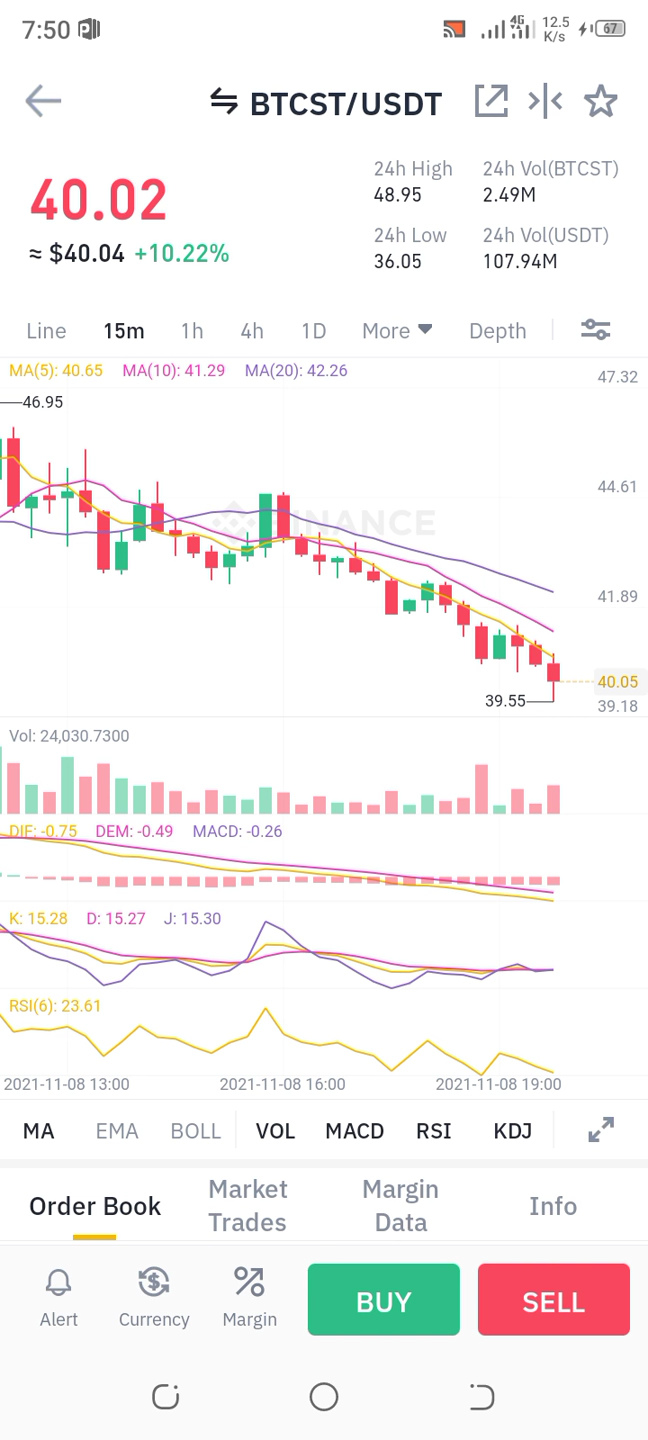 7:50
4G
12.5
K/s
67
BTCST/USDT
40.02
≈ $40.04 +10.22%
24h High
48.95
24h Vol(BTCST)
2.49M
24h Low
36.05
24h Vol(USDT)
107.94M
Line 15m 1h 4h 1D More Depth
MA(5): 40.65 MA(10): 41.29 MA(20): 42.26
47.32
46.95
44.61
BINANCE
41.89
40.05
39.55
39.18
Vol: 24,030.7300
DIF: -0.75 DEM: -0.49 MACD: -0.26
K: 15.28 D: 15.27 J: 15.30
RSI(6): 23.61
2021-11-08 13:00 2021-11-08 16:00 2021-11-08 19:00
MA EMA BOLL VOL MACD RSI KDJ
Order Book
Market
Trades
Margin
Data
Info
Alert
Currency
Margin
BUY
SELL